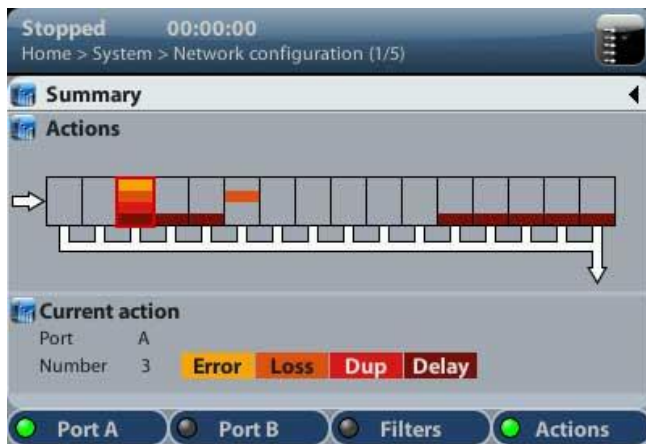 Stopped 00:00:00
Home > System > Network configuration (1/5)
Summary
Actions
Current action
Port A
Number 3 Error Loss Dup Delay
Port A Port B Filters Actions